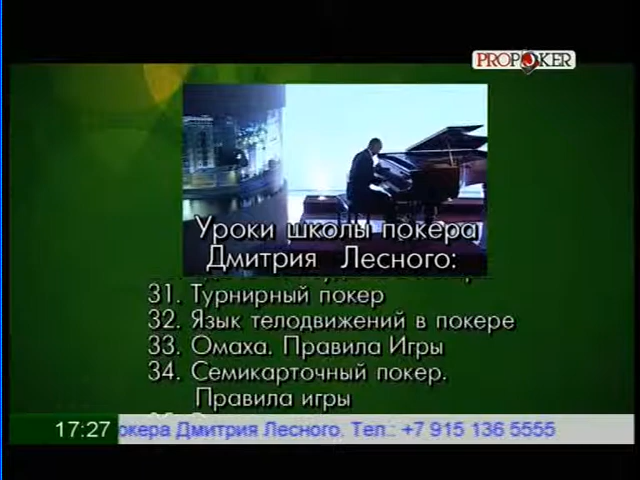 PROPOKER
Уроки школы покера
Дмитрия Лесного:
31. Турнирный покер
32. Язык телодвижений в покере
33. Омаха. Правила Игры
34. Семикарточный покер.
Правила игры
17:27 окера Дмитрия Лесного. Тел.: +7 915 136 5555